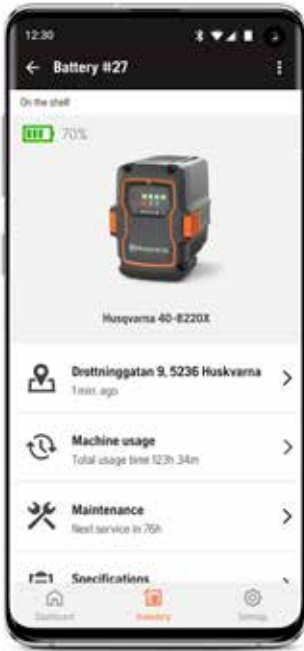 12:30
Battery #27
On the shelf
70%
Husqvarna 40-B220X
Drottninggatan 9, 5236 Huskvarna
1 min. ago
Machine usage
Total usage time 123h 34m
Maintenance
Next service in 76h
Specifications
Dashboard
Inventory
Settings